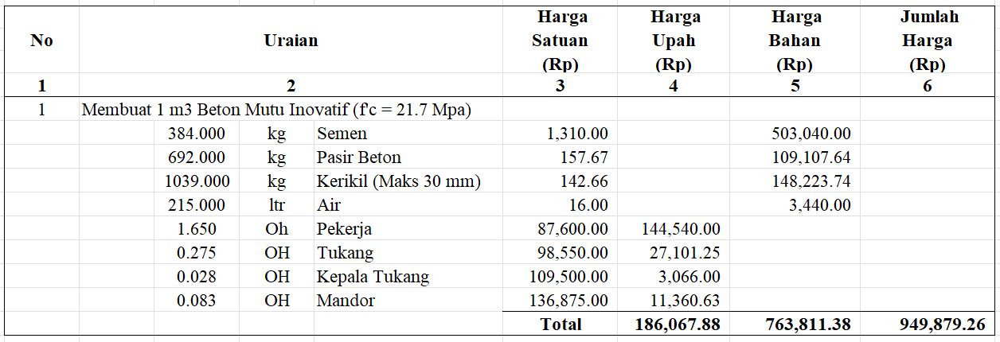 No Uraian Harga Satuan (Rp) Harga Upah (Rp) Harga Bahan (Rp) Jumlah Harga (Rp)
1 2 3 4 5 6
1 Membuat 1 m3 Beton Mutu Inovatif (f'c = 21.7 Mpa)
384.000 kg Semen 1,310.00 503,040.00
692.000 kg Pasir Beton 157.67 109,107.64
1039.000 kg Kerikil (Maks 30 mm) 142.66 148,223.74
215.000 ltr Air 16.00 3,440.00
1.650 Oh Pekerja 87,600.00 144,540.00
0.275 OH Tukang 98,550.00 27,101.25
0.028 OH Kepala Tukang 109,500.00 3,066.00
0.083 OH Mandor 136,875.00 11,360.63
Total 186,067.88 763,811.38 949,879.26